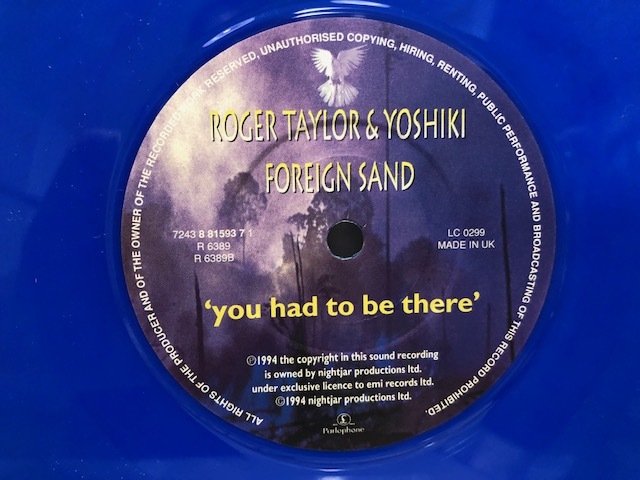 ALL RIGHTS OF THE PRODUCER AND OF THE OWNER OF THE RECORDED WORK RESERVED, UNAUTHORISED COPYING, HIRING, RENTING, PUBLIC PERFORMANCE AND BROADCASTING OF THIS RECORD PROHIBITED.
ROGER TAYLOR & YOSHIKI
FOREIGN SAND
7243 8 81593 7 1
R 6389
R 6389B
LC 0299
MADE IN UK
'you had to be there'
℗1994 the copyright in this sound recording
is owned by nightjar productions ltd.
under exclusive licence to emi records ltd.
©1994 nightjar productions ltd.
Parlophone